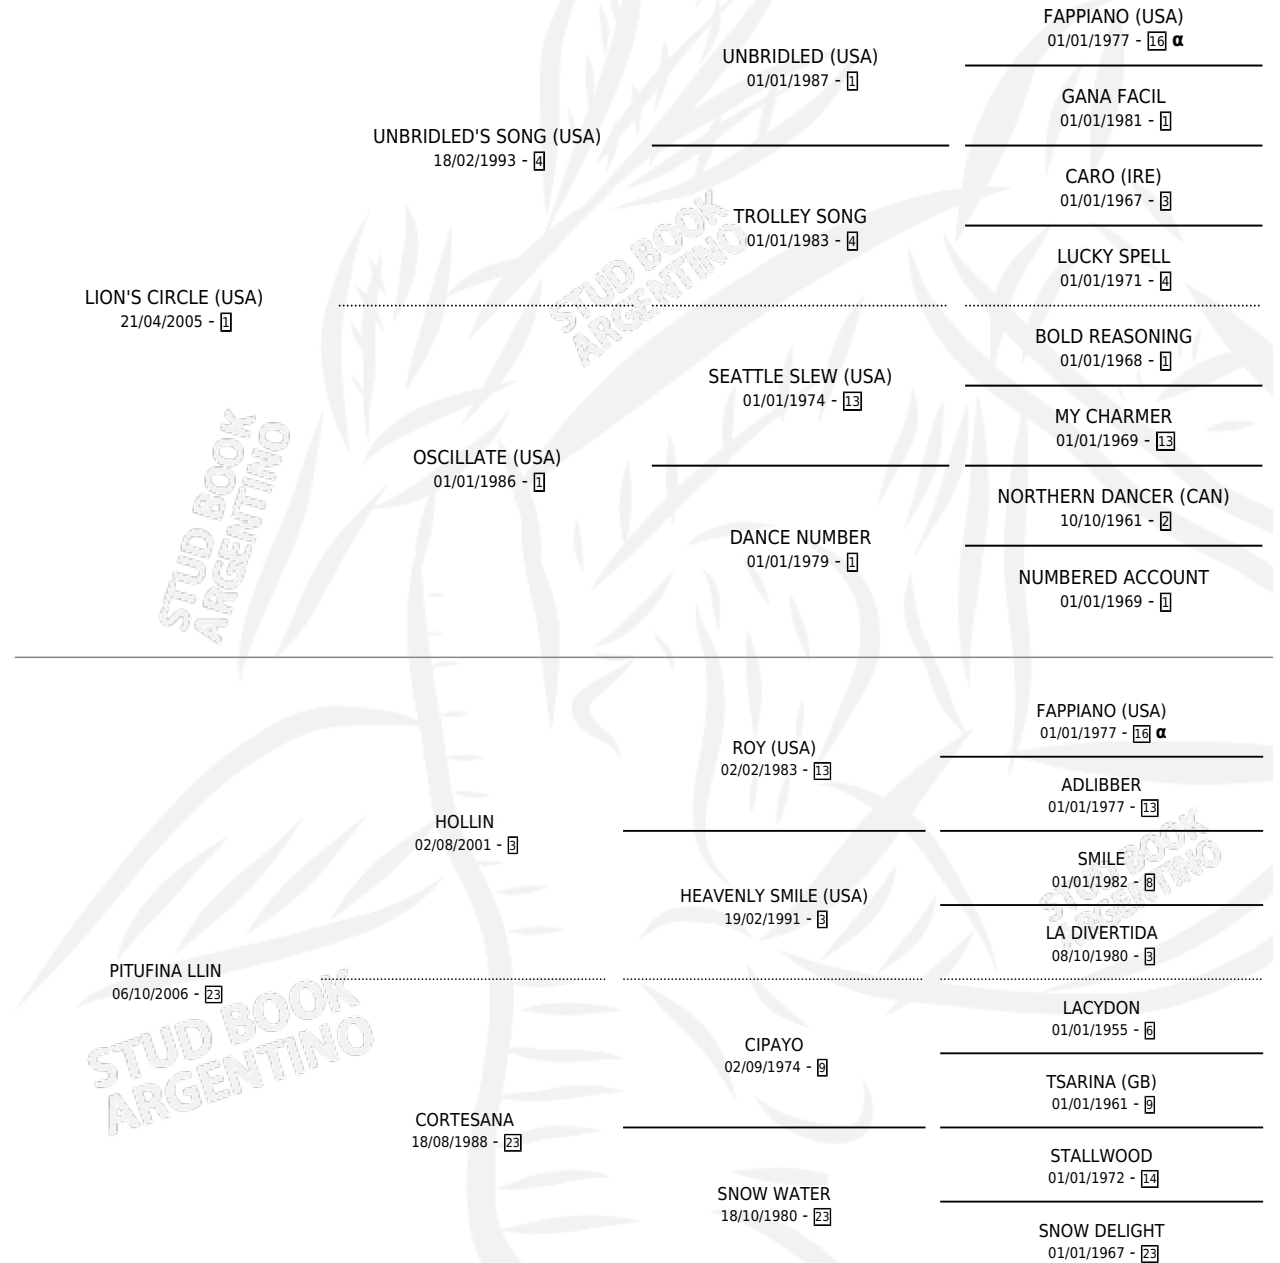 FAPPIANO (USA)
01/01/1977 - 16 α
UNBRIDLED (USA)
01/01/1987 - 1
GANA FACIL
01/01/1981 - 1
UNBRIDLED'S SONG (USA)
18/02/1993 - 4
CARO (IRE)
01/01/1967 - 3
TROLLEY SONG
01/01/1983 - 4
LUCKY SPELL
01/01/1971 - 4
LION'S CIRCLE (USA)
21/04/2005 - 1
BOLD REASONING
01/01/1968 - 1
SEATTLE SLEW (USA)
01/01/1974 - 13
MY CHARMER
01/01/1969 - 13
OSCILLATE (USA)
01/01/1986 - 1
NORTHERN DANCER (CAN)
10/10/1961 - 2
DANCE NUMBER
01/01/1979 - 1
NUMBERED ACCOUNT
01/01/1969 - 1
FAPPIANO (USA)
01/01/1977 - 16 α
ROY (USA)
02/02/1983 - 13
ADLIBBER
01/01/1977 - 13
HOLLIN
02/08/2001 - 3
SMILE
01/01/1982 - 8
HEAVENLY SMILE (USA)
19/02/1991 - 3
LA DIVERTIDA
08/10/1980 - 3
PITUFINA LLIN
06/10/2006 - 23
LACYDON
01/01/1955 - 6
CIPAYO
02/09/1974 - 9
TSARINA (GB)
01/01/1961 - 9
CORTESANA
18/08/1988 - 23
STALLWOOD
01/01/1972 - 14
SNOW WATER
18/10/1980 - 23
SNOW DELIGHT
01/01/1967 - 23
STUD BOOK
ARGENTINO
STUD BOOK
ARGENTINO
STUD BOOK
ARGENTINO
STUD BOOK
ARGENTINO